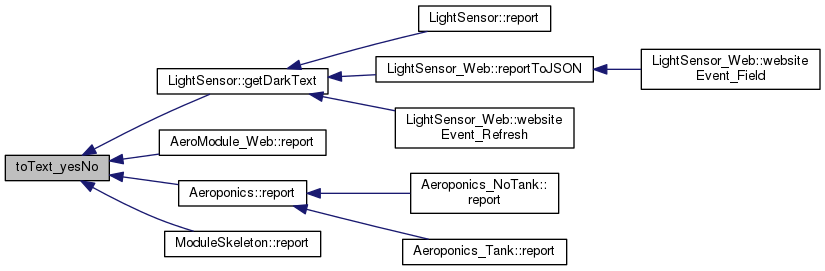 LightSensor::report
LightSensor_Web::website
Event_Field
LightSensor_Web::reportToJSON
LightSensor::getDarkText
LightSensor_Web::website
Event_Refresh
AeroModule_Web::report
toText_yesNo
Aeroponics::report
Aeroponics_NoTank::
report
ModuleSkeleton::report
Aeroponics_Tank::report